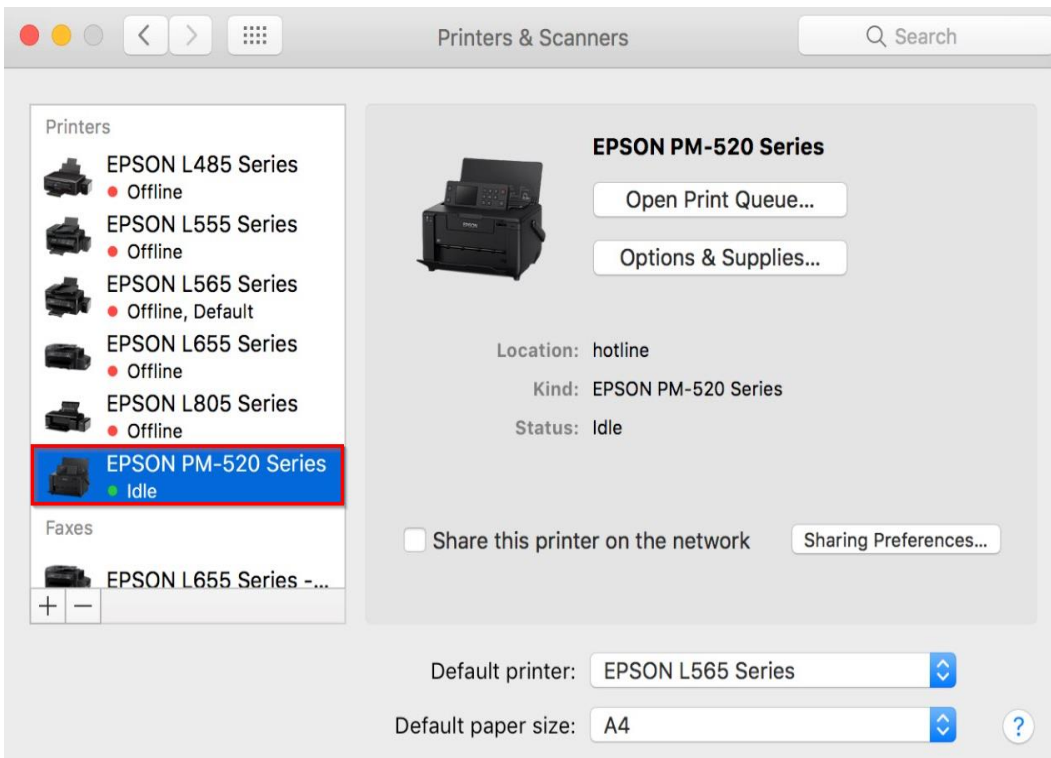 Printers & Scanners
Search
Printers
EPSON L485 Series
Offline
EPSON L555 Series
Offline
EPSON L565 Series
Offline, Default
EPSON L655 Series
Offline
EPSON L805 Series
Offline
EPSON PM-520 Series
Idle
Faxes
EPSON L655 Series -...
EPSON PM-520 Series
Open Print Queue...
Options & Supplies...
Location: hotline
Kind: EPSON PM-520 Series
Status: Idle
Share this printer on the network
Sharing Preferences...
Default printer: EPSON L565 Series
Default paper size: A4
?